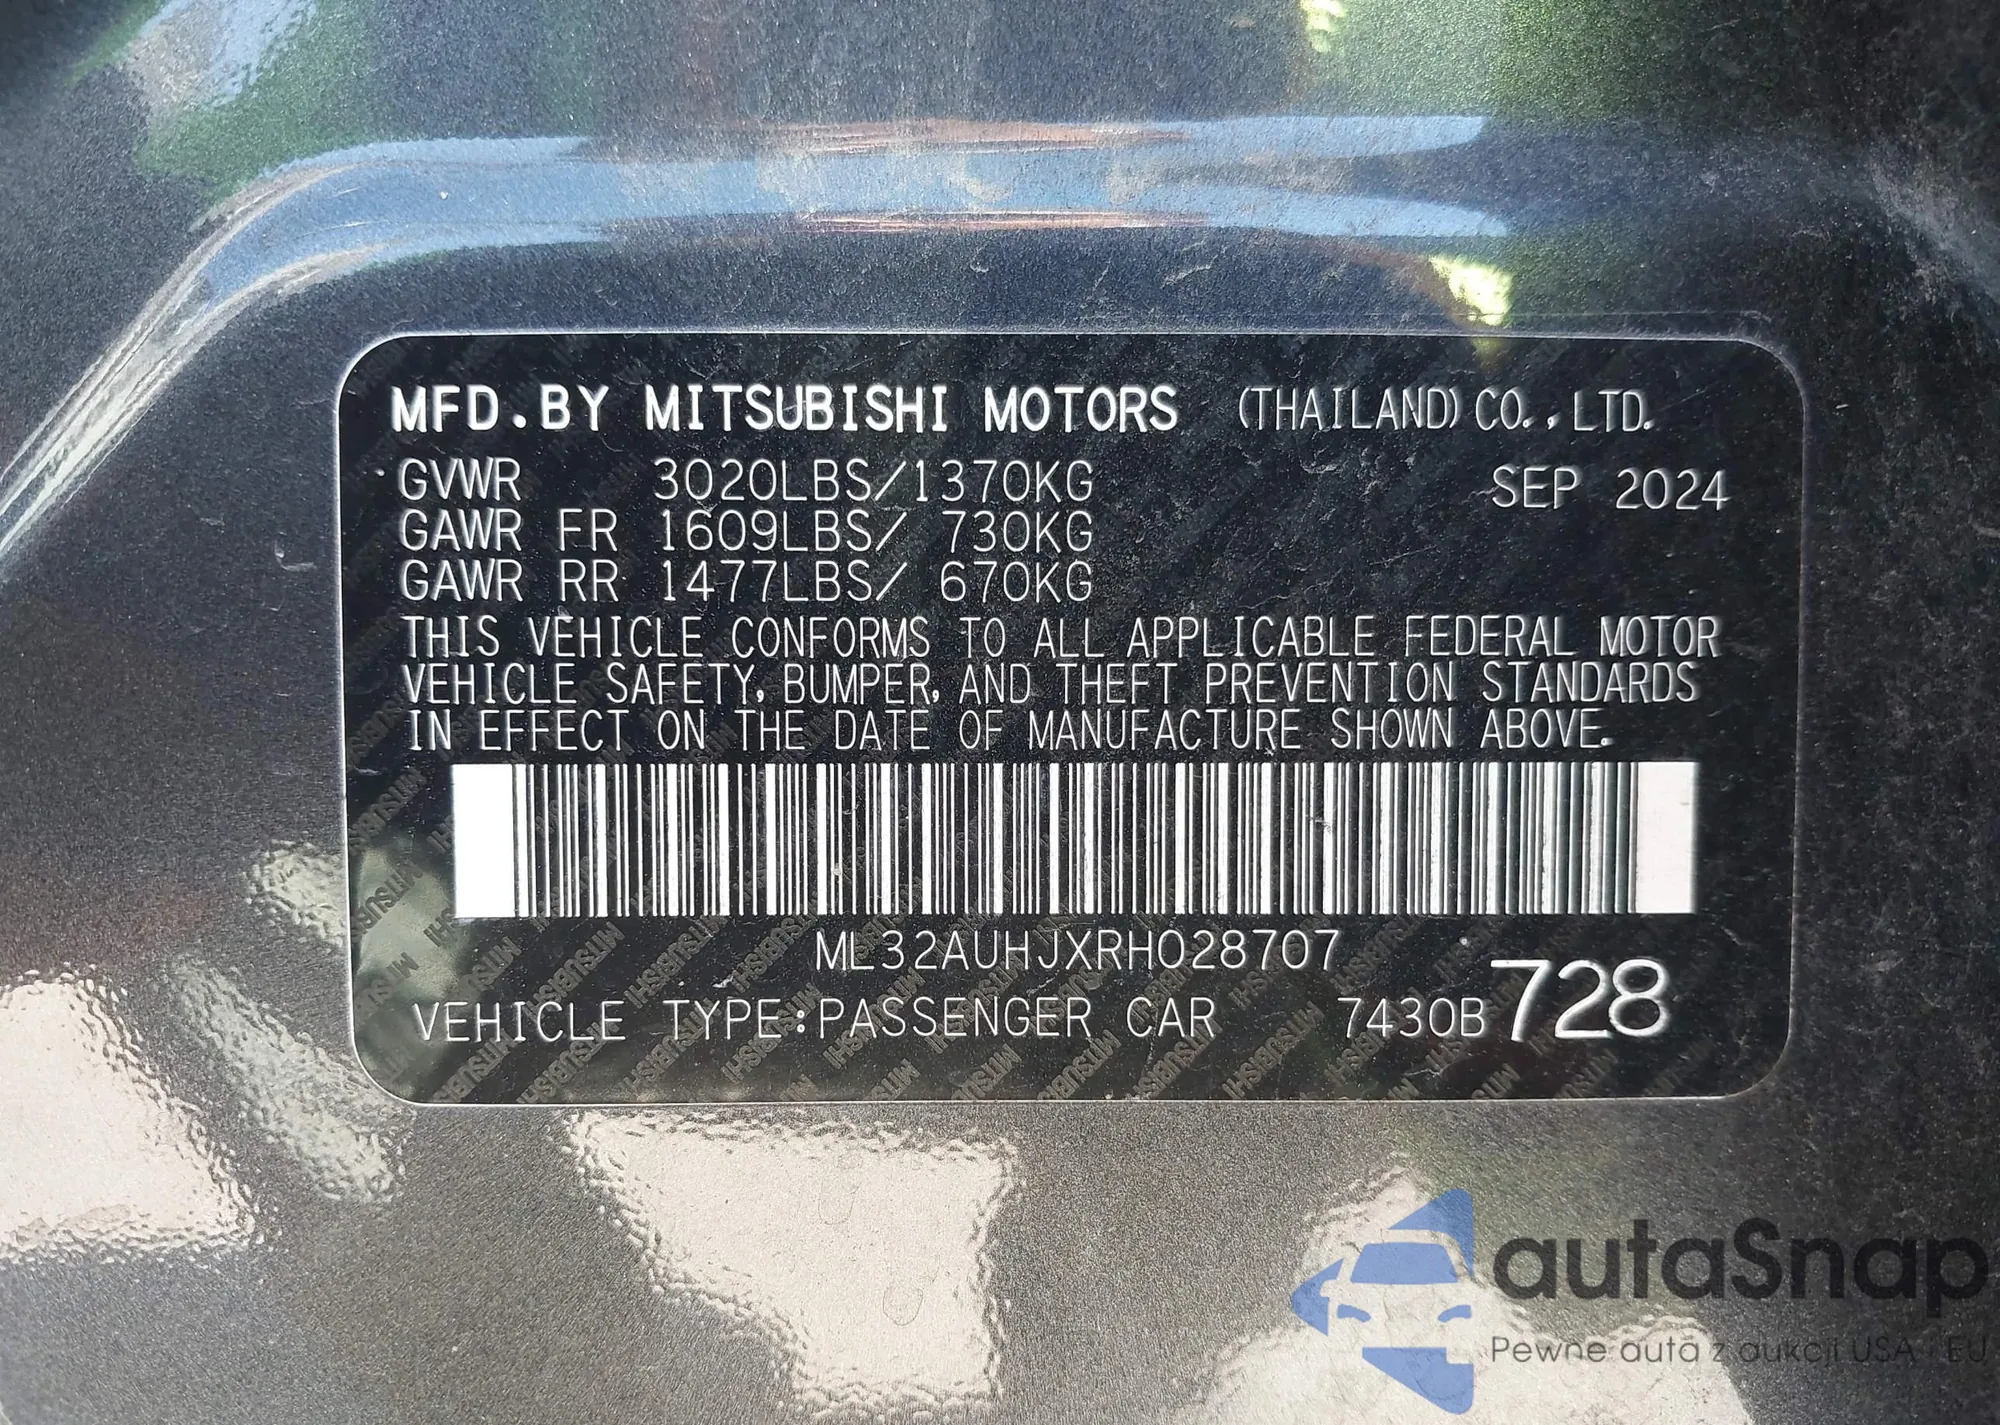 MFD.BY MITSUBISHI MOTORS (THAILAND) CO.,LTD.
GVWR 3020LBS/1370KG SEP 2024
GAWR FR 1609LBS/ 730KG
GAWR RR 1477LBS/ 670KG
THIS VEHICLE CONFORMS TO ALL APPLICABLE FEDERAL MOTOR
VEHICLE SAFETY, BUMPER, AND THEFT PREVENTION STANDARDS
IN EFFECT ON THE DATE OF MANUFACTURE SHOWN ABOVE.
ML32AUHJXRH028707
VEHICLE TYPE:PASSENGER CAR 7430B728
autaSnap
Pewne auta z aukcji USA · EU